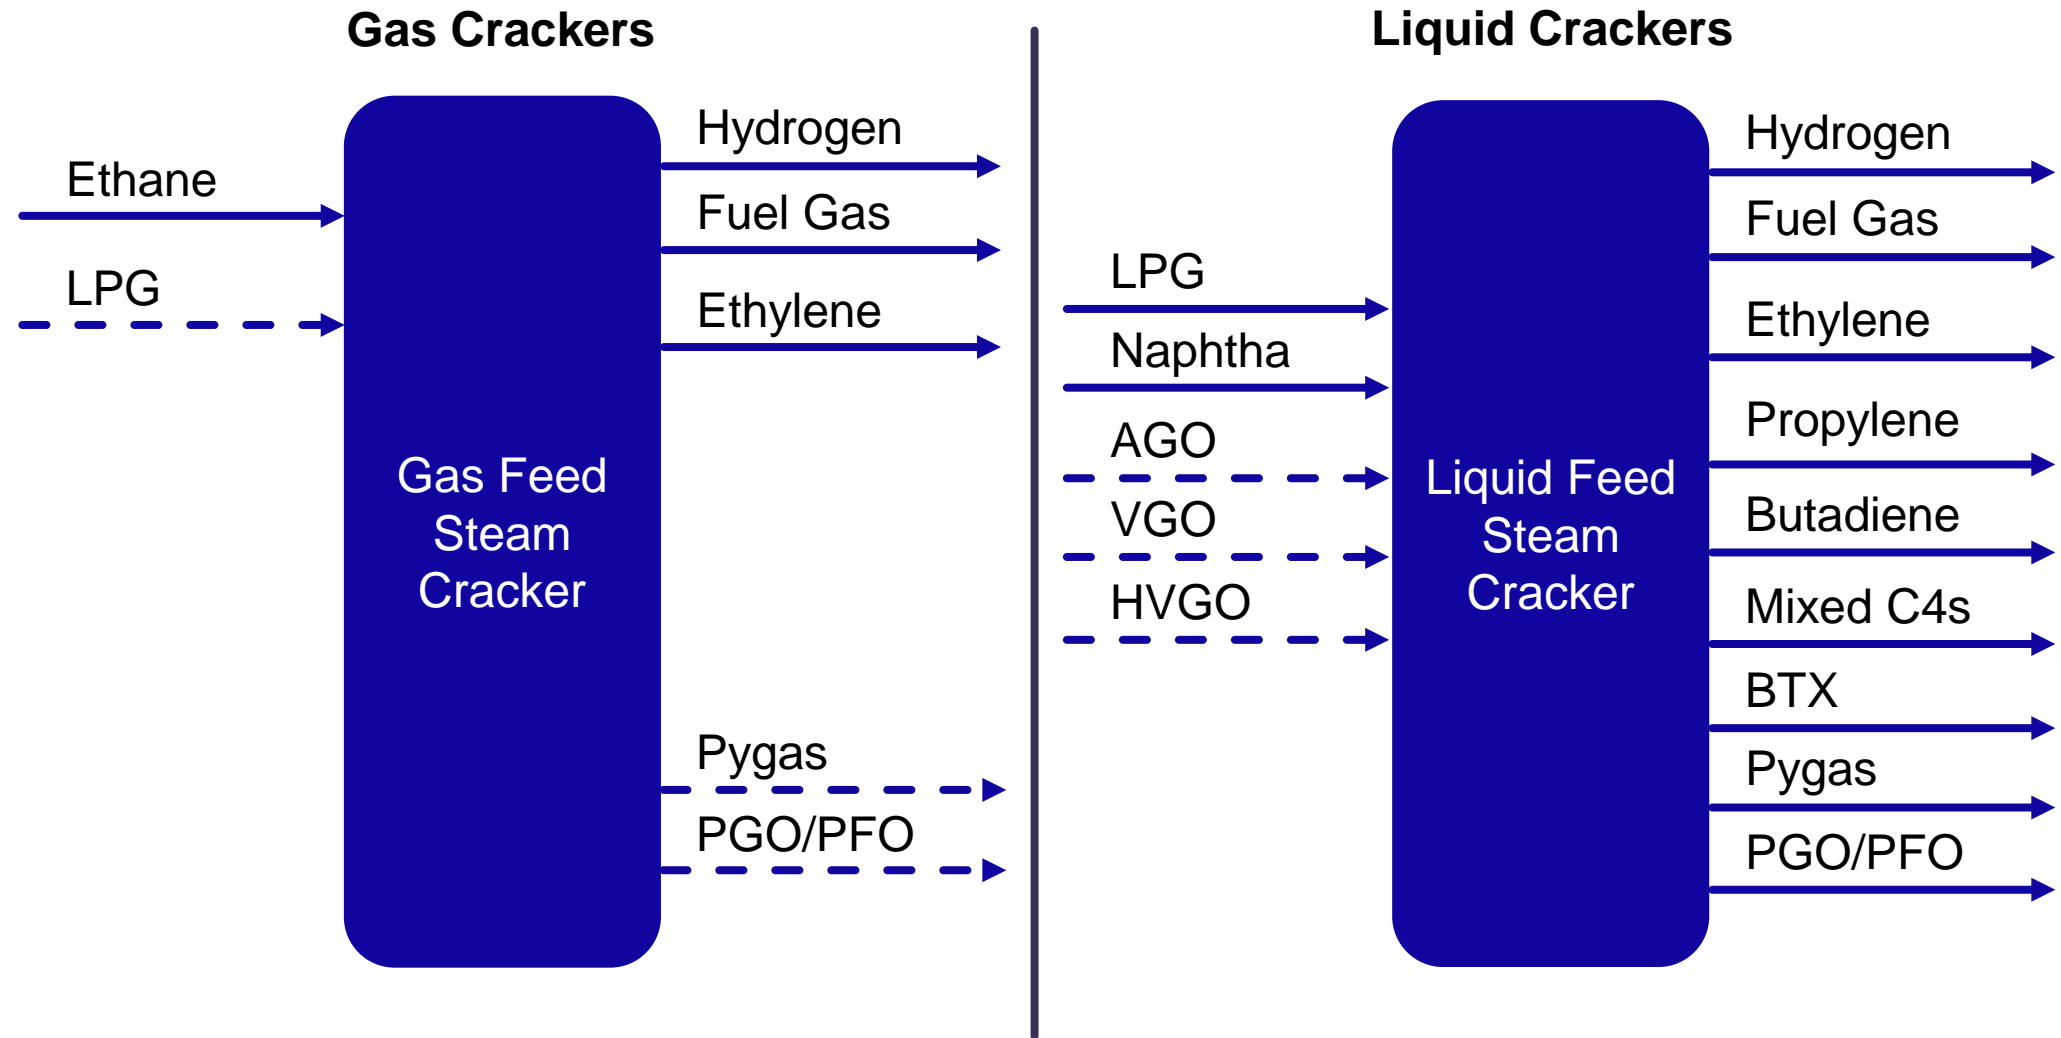 Gas Crackers
Ethane
LPG
Gas Feed
Steam
Cracker
Hydrogen
Fuel Gas
Ethylene
Pygas
PGO/PFO
Liquid Crackers
LPG
Naphtha
AGO
VGO
HVGO
Liquid Feed
Steam
Cracker
Hydrogen
Fuel Gas
Ethylene
Propylene
Butadiene
Mixed C4s
BTX
Pygas
PGO/PFO